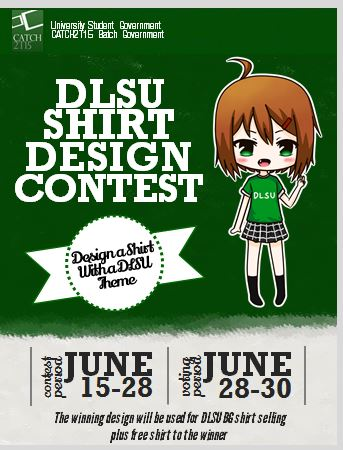 CATCH
2T15
University Student Government
CATCH2T15 Batch Government
DLSU
SHIRT
DESIGN
CONTEST
DLSU
Design a Shirt
With a DLSU
Theme
contest period
JUNE
15-28
voting period
JUNE
28-30
The winning design will be used for DLSU BG shirt selling
plus free shirt to the winner